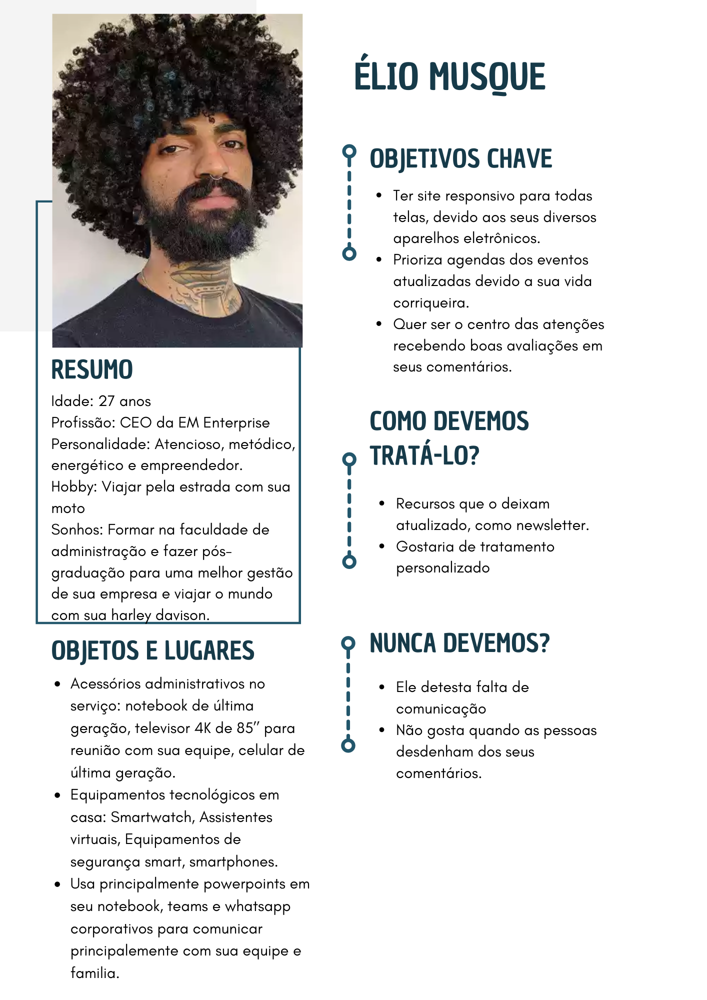 ÉLIO MUSQUE
OBJETIVOS CHAVE
Ter site responsivo para todas
telas, devido aos seus diversos
aparelhos eletrônicos.
Prioriza agendas dos eventos
atualizadas devido a sua vida
corriqueira.
Quer ser o centro das atenções
recebendo boas avaliações em
seus comentários.
RESUMO
Idade: 27 anos
Profissão: CEO da EM Enterprise
Personalidade: Atencioso, metódico,
energético e empreendedor.
Hobby: Viajar pela estrada com sua
moto
Sonhos: Formar na faculdade de
administração e fazer pós-
graduação para uma melhor gestão
de sua empresa e viajar o mundo
com sua harley davison.
COMO DEVEMOS
TRATÁ-LO?
Recursos que o deixam
atualizado, como newsletter.
Gostaria de tratamento
personalizado
OBJETOS E LUGARES
Acessórios administrativos no
serviço: notebook de última
geração, televisor 4K de 85’’ para
reunião com sua equipe, celular de
última geração.
Equipamentos tecnológicos em
casa: Smartwatch, Assistentes
virtuais, Equipamentos de
segurança smart, smartphones.
Usa principalmente powerpoints em
seu notebook, teams e whatsapp
corporativos para comunicar
principalemente com sua equipe e
familia.
NUNCA DEVEMOS?
Ele detesta falta de
comunicação
Não gosta quando as pessoas
desdenham dos seus
comentários.